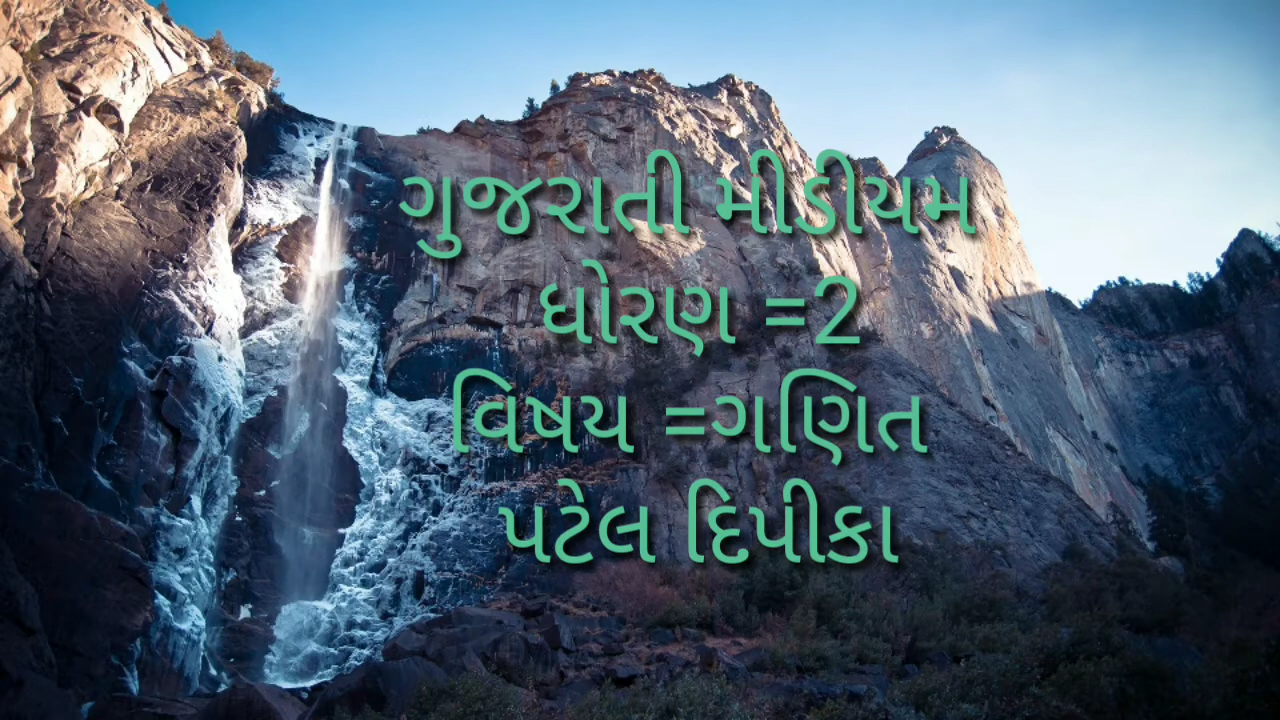 ગુજરાતી મીડીયમ
ધોરણ =2
વિષય =ગણિત
પટેલ દિપીકા